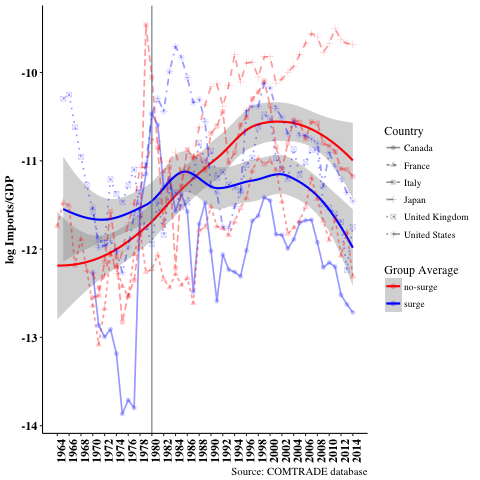 log Imports/GDP
-10
-11
-12
-13
-14
1964
1966
1968
1970
1972
1974
1976
1978
1980
1982
1984
1986
1988
1990
1992
1994
1996
1998
2000
2002
2004
2006
2008
2010
2012
2014
Source: COMTRADE database
Country
Canada
France
Italy
Japan
United Kingdom
United States
Group Average
no-surge
surge